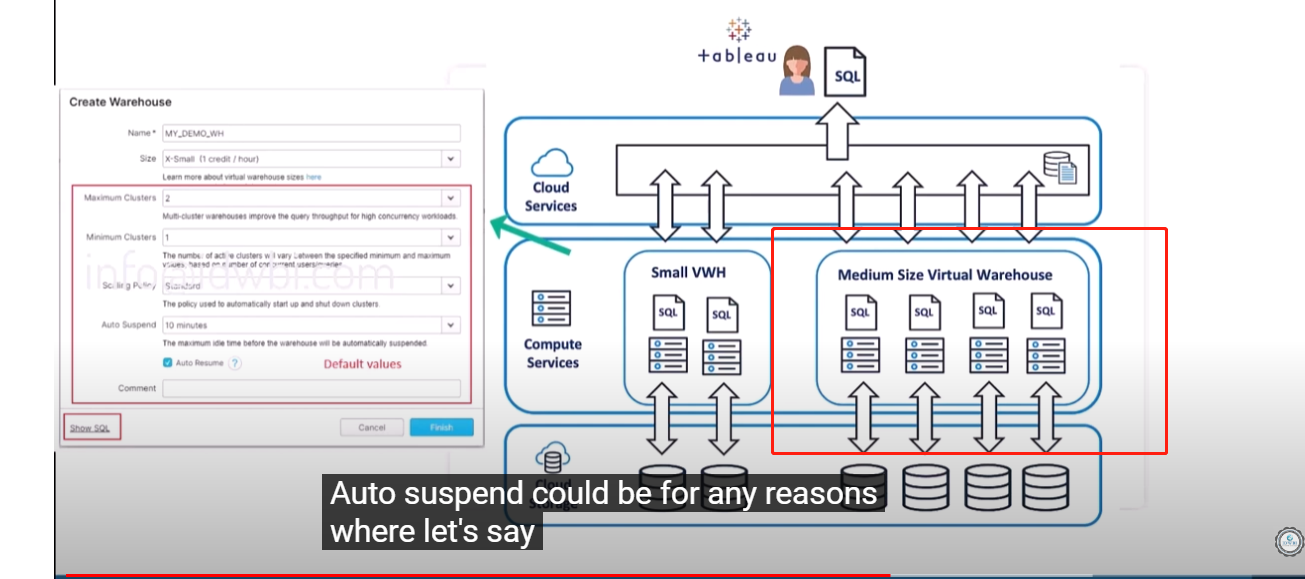 +ableau
SQL
Create Warehouse
Name * MY_DEMO_WH
Size X-Small (1 credit / hour)
Learn more about virtual warehouse sizes here
Maximum Clusters 2
Multi-cluster warehouses improve the query throughput for high concurrency workloads.
Minimum Clusters 1
The number of active clusters will vary between the specified minimum and maximum
values, based on number of concurrent users/queries.
Scaling Policy Standard
The policy used to automatically start up and shut down clusters.
Auto Suspend 10 minutes
The maximum idle time before the warehouse will be automatically suspended.
Auto Resume ?
Default values
Comment
Show SQL
Cancel
Finish
Cloud
Services
Compute
Services
Small VWH
SQL SQL
Medium Size Virtual Warehouse
SQL SQL SQL SQL
Cloud
Storage
Auto suspend could be for any reasons
where let's say